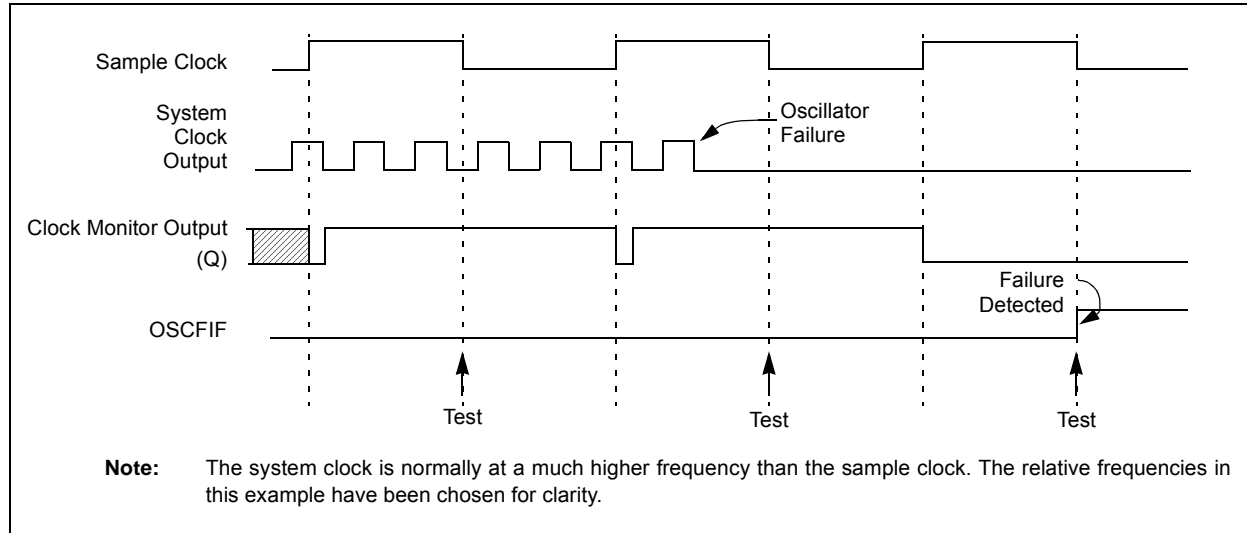 Sample Clock
System
Clock
Output
Oscillator
Failure
Clock Monitor Output
(Q)
Failure
Detected
OSCFIF
Test
Test
Test
Note: The system clock is normally at a much higher frequency than the sample clock. The relative frequencies in
this example have been chosen for clarity.